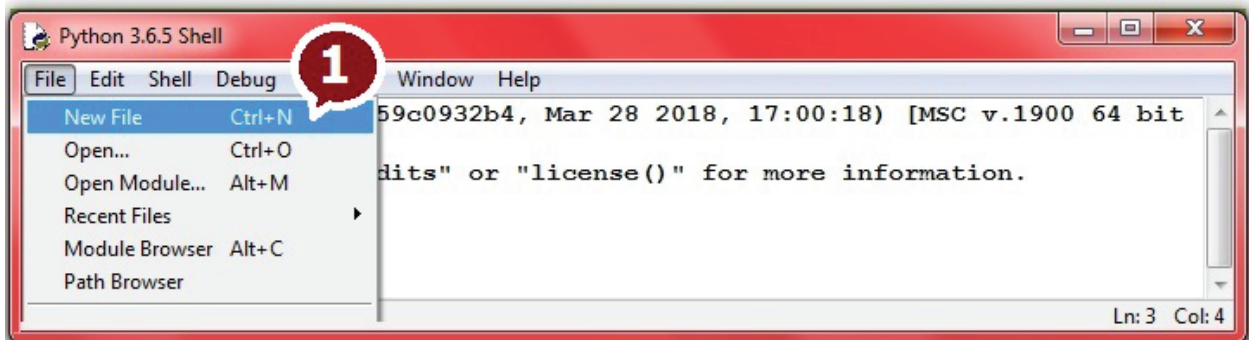 Python 3.6.5 Shell
File Edit Shell Debug Window Help
1
New File Ctrl+N
Open... Ctrl+O
Open Module... Alt+M
Recent Files
Module Browser Alt+C
Path Browser
59c0932b4, Mar 28 2018, 17:00:18) [MSC v.1900 64 bit
dits" or "license()" for more information.
Ln: 3 Col: 4